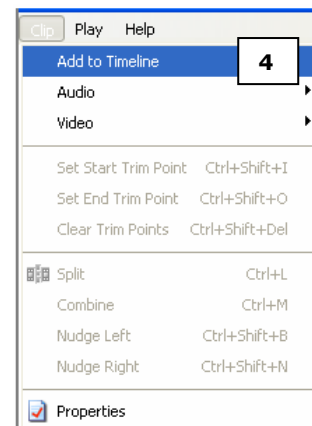 Clip Play Help
Add to Timeline 4
Audio
Video
Set Start Trim Point Ctrl+Shift+I
Set End Trim Point Ctrl+Shift+O
Clear Trim Points Ctrl+Shift+Del
Split Ctrl+L
Combine Ctrl+M
Nudge Left Ctrl+Shift+B
Nudge Right Ctrl+Shift+N
Properties